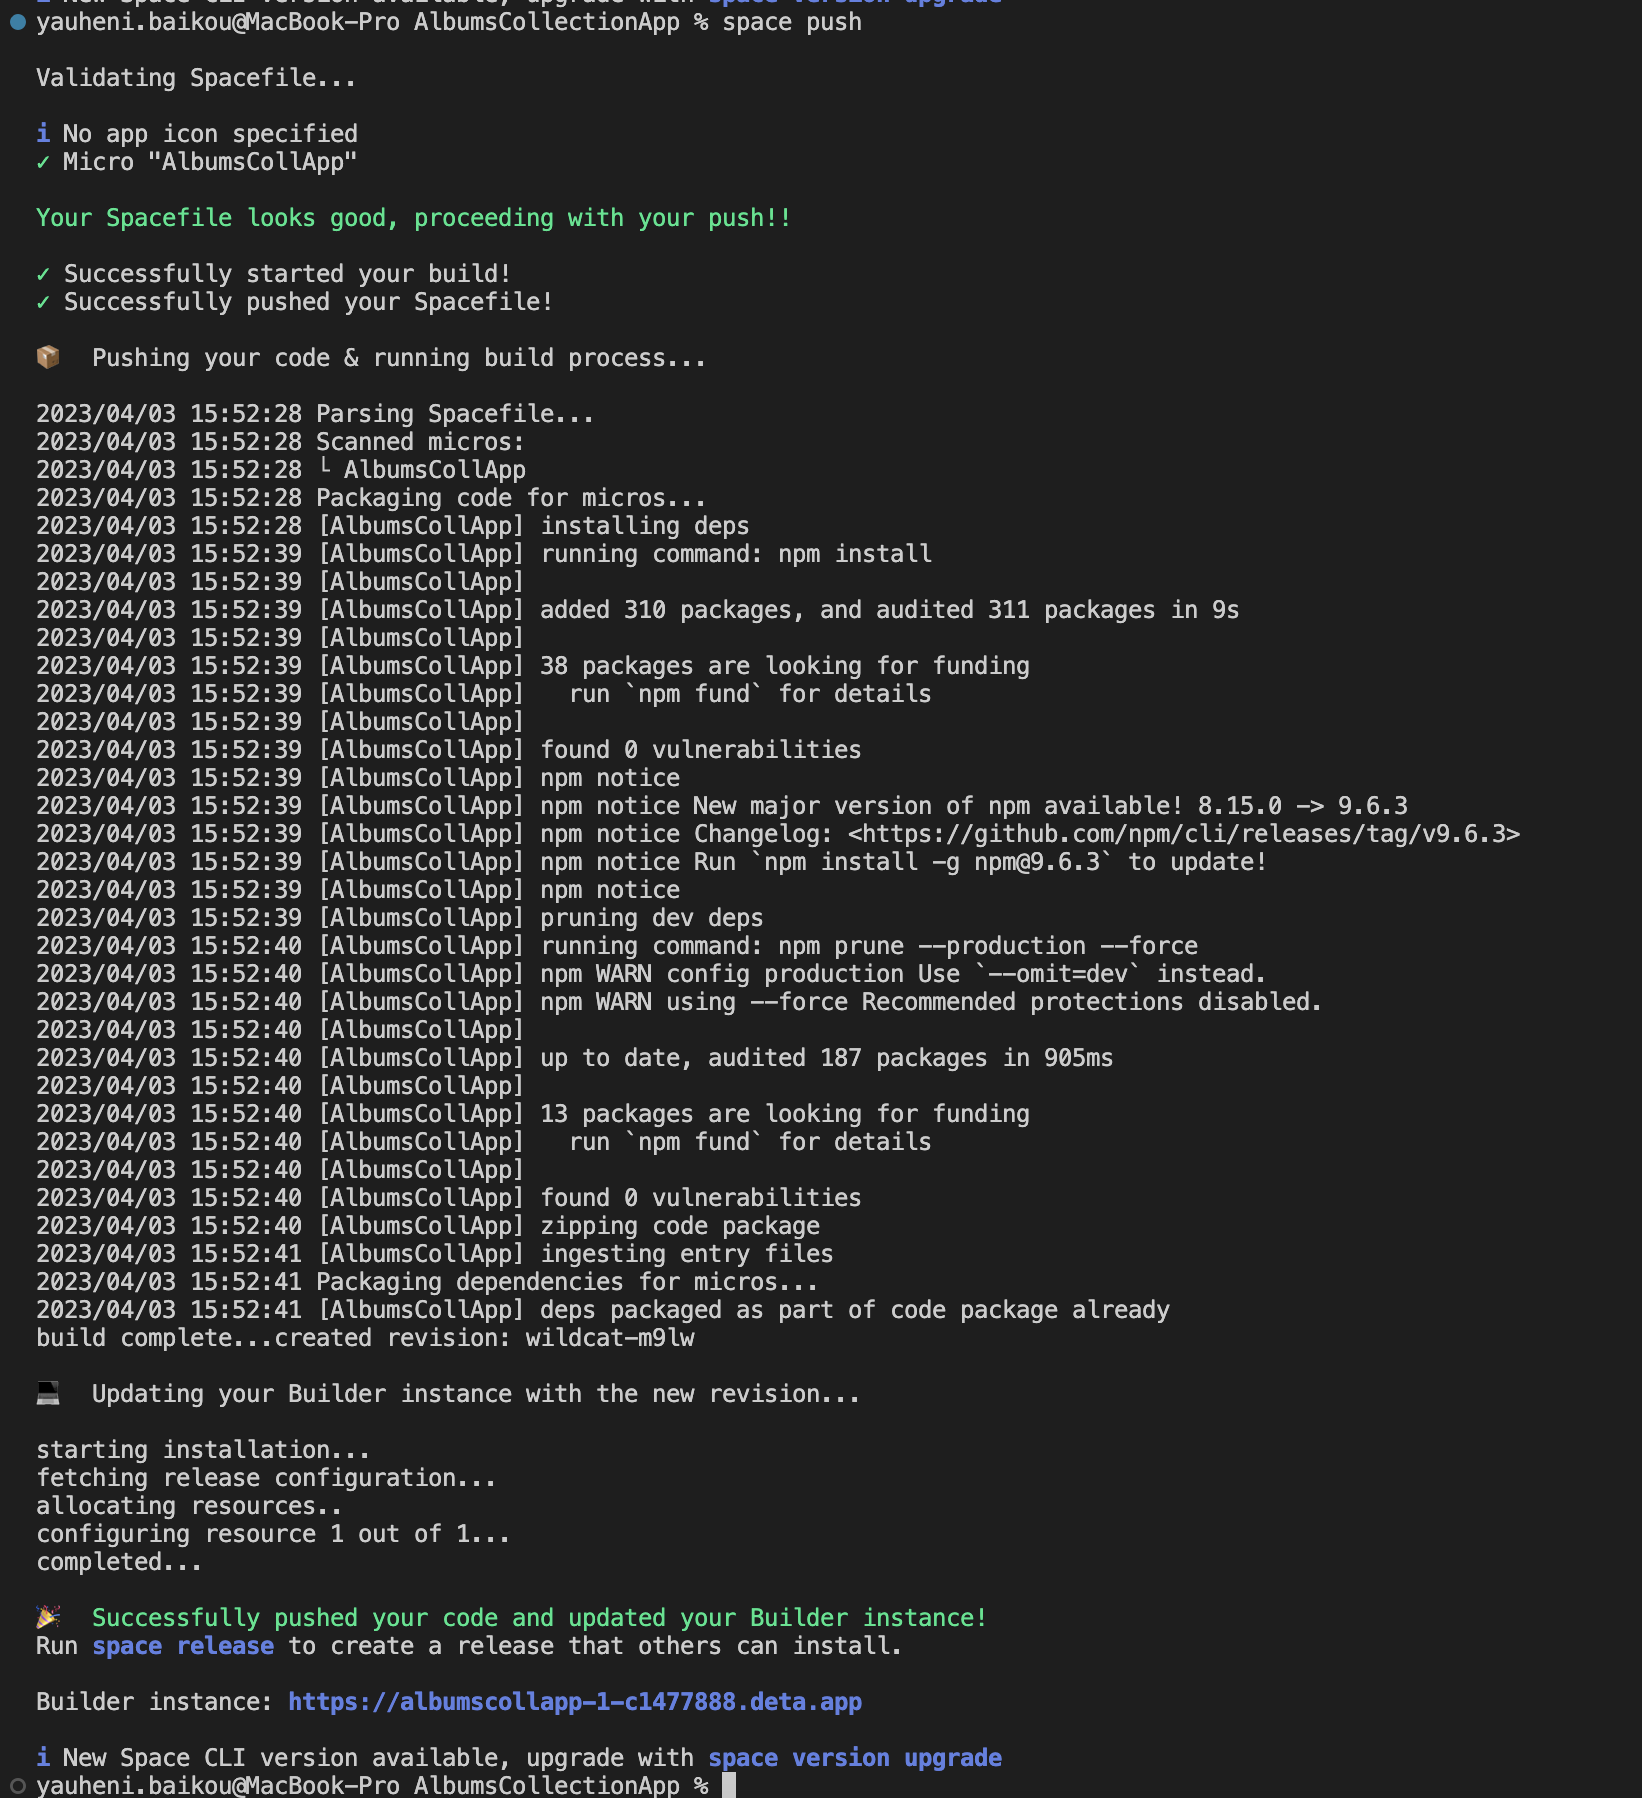 i New Space CLI version available, upgrade with space version upgrade
yauheni.baikou@MacBook-Pro AlbumsCollectionApp % space push
Validating Spacefile...
i No app icon specified
✓ Micro "AlbumsCollApp"
Your Spacefile looks good, proceeding with your push!!
✓ Successfully started your build!
✓ Successfully pushed your Spacefile!
📦 Pushing your code & running build process...
2023/04/03 15:52:28 Parsing Spacefile...
2023/04/03 15:52:28 Scanned micros:
2023/04/03 15:52:28 └ AlbumsCollApp
2023/04/03 15:52:28 Packaging code for micros...
2023/04/03 15:52:28 [AlbumsCollApp] installing deps
2023/04/03 15:52:39 [AlbumsCollApp] running command: npm install
2023/04/03 15:52:39 [AlbumsCollApp]
2023/04/03 15:52:39 [AlbumsCollApp] added 310 packages, and audited 311 packages in 9s
2023/04/03 15:52:39 [AlbumsCollApp]
2023/04/03 15:52:39 [AlbumsCollApp] 38 packages are looking for funding
2023/04/03 15:52:39 [AlbumsCollApp]   run `npm fund` for details
2023/04/03 15:52:39 [AlbumsCollApp]
2023/04/03 15:52:39 [AlbumsCollApp] found 0 vulnerabilities
2023/04/03 15:52:39 [AlbumsCollApp] npm notice
2023/04/03 15:52:39 [AlbumsCollApp] npm notice New major version of npm available! 8.15.0 -> 9.6.3
2023/04/03 15:52:39 [AlbumsCollApp] npm notice Changelog: <https://github.com/npm/cli/releases/tag/v9.6.3>
2023/04/03 15:52:39 [AlbumsCollApp] npm notice Run `npm install -g npm@9.6.3` to update!
2023/04/03 15:52:39 [AlbumsCollApp] npm notice
2023/04/03 15:52:39 [AlbumsCollApp] pruning dev deps
2023/04/03 15:52:40 [AlbumsCollApp] running command: npm prune --production --force
2023/04/03 15:52:40 [AlbumsCollApp] npm WARN config production Use `--omit=dev` instead.
2023/04/03 15:52:40 [AlbumsCollApp] npm WARN using --force Recommended protections disabled.
2023/04/03 15:52:40 [AlbumsCollApp]
2023/04/03 15:52:40 [AlbumsCollApp] up to date, audited 187 packages in 905ms
2023/04/03 15:52:40 [AlbumsCollApp]
2023/04/03 15:52:40 [AlbumsCollApp] 13 packages are looking for funding
2023/04/03 15:52:40 [AlbumsCollApp]   run `npm fund` for details
2023/04/03 15:52:40 [AlbumsCollApp]
2023/04/03 15:52:40 [AlbumsCollApp] found 0 vulnerabilities
2023/04/03 15:52:40 [AlbumsCollApp] zipping code package
2023/04/03 15:52:41 [AlbumsCollApp] ingesting entry files
2023/04/03 15:52:41 Packaging dependencies for micros...
2023/04/03 15:52:41 [AlbumsCollApp] deps packaged as part of code package already
build complete...created revision: wildcat-m9lw
💻 Updating your Builder instance with the new revision...
starting installation...
fetching release configuration...
allocating resources..
configuring resource 1 out of 1...
completed...
🎉 Successfully pushed your code and updated your Builder instance!
Run space release to create a release that others can install.
Builder instance: https://albumscollapp-1-c1477888.deta.app
i New Space CLI version available, upgrade with space version upgrade
yauheni.baikou@MacBook-Pro AlbumsCollectionApp %